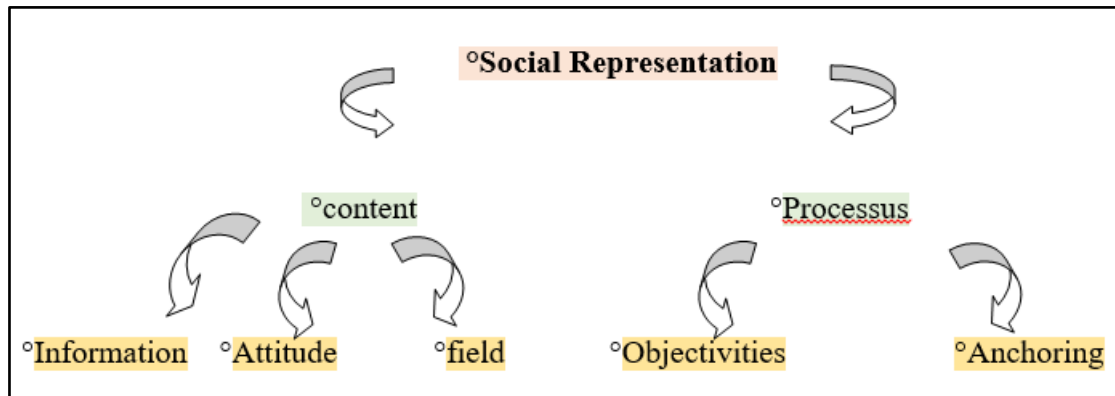 °Social Representation
°content °Processus
°Information °Attitude °field °Objectivities °Anchoring